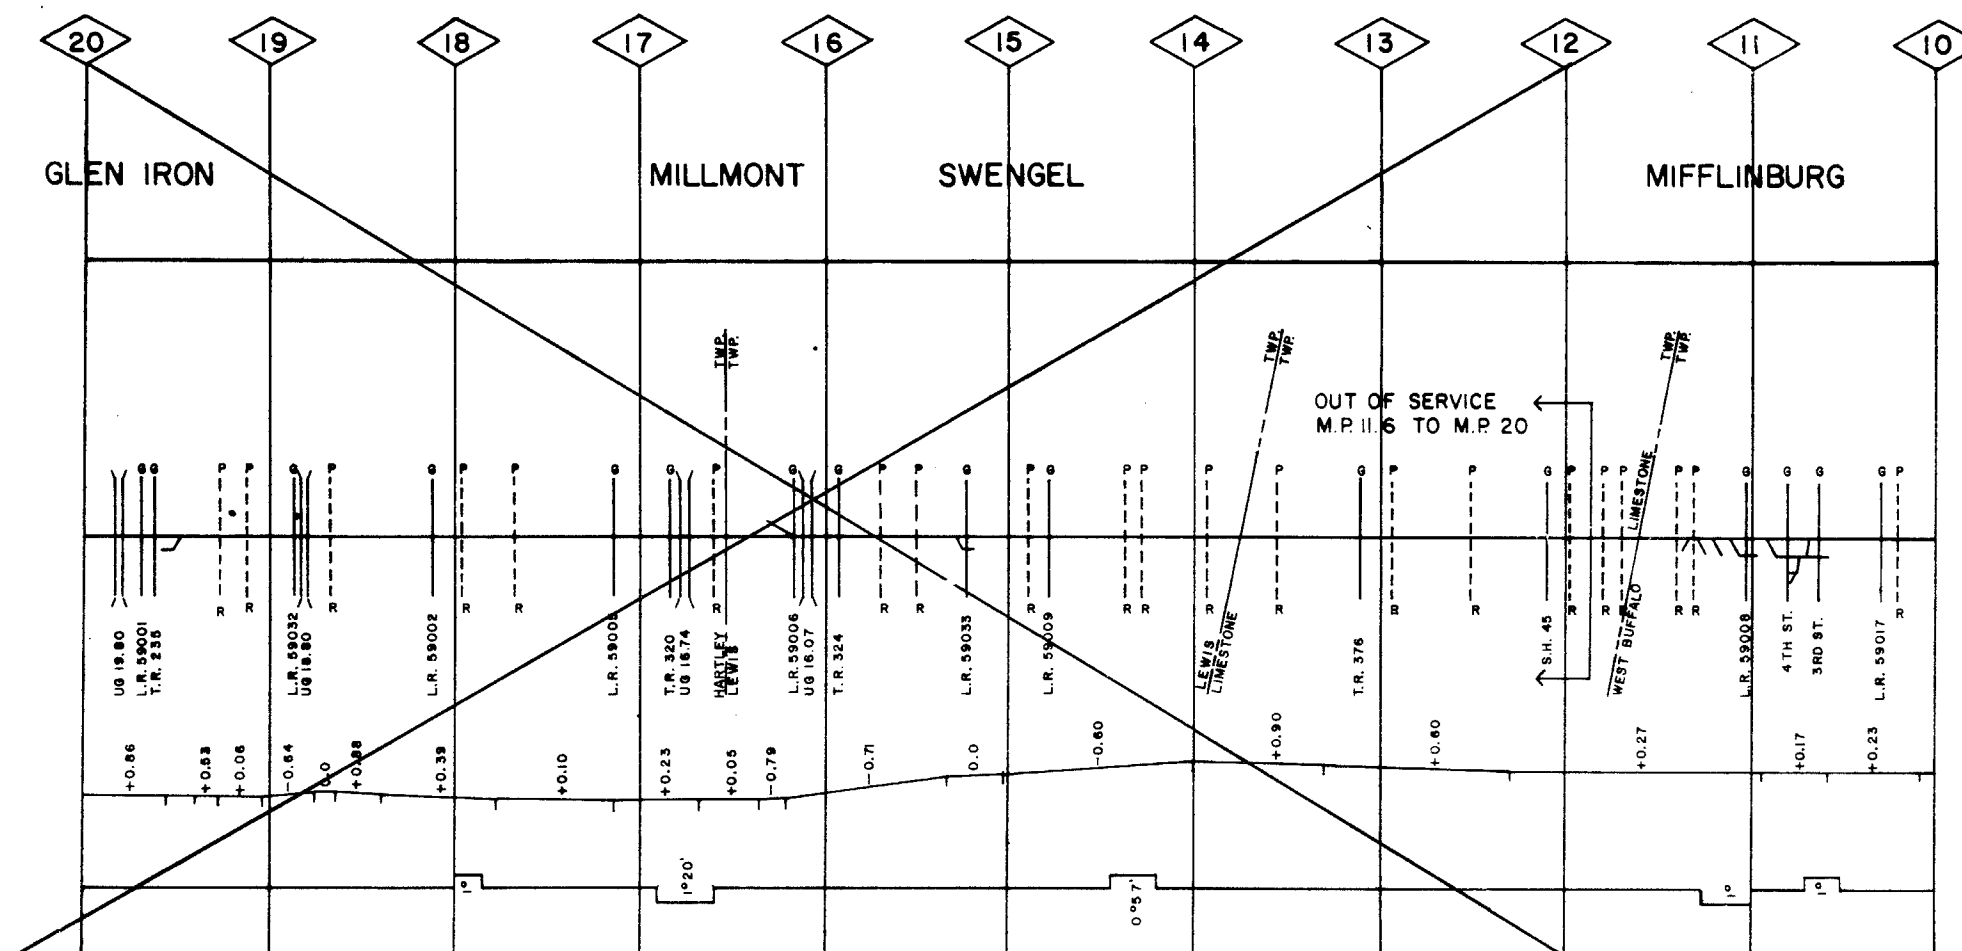 20 19 18 17 16 15 14 13 12 11 10
GLEN IRON MILLMONT SWENGEL MIFFLINBURG
TWP.
TWP.
TWP.
TWP.
TWP.
TWP.
OUT OF SERVICE
M.P. 11.6 TO M.P. 20
G G P P G P G P P G G P G G P P G P G P P P P G P P G P P P P P G G G G P
R R R R R R R R R R R R R R R R R R R R R
UG 19.80
L.R. 59001
T.R. 235
L.R. 59032
UG 18.80
L.R. 59002
L.R. 59005
T.R. 320
UG 16.74
HARTLEY
LEWIS
L.R. 59006
UG 16.07
T.R. 324
L.R. 59033
L.R. 59009
LEWIS
LIMESTONE
T.R. 376
S.H. 45
WEST BUFFALO
LIMESTONE
L.R. 59008
4TH ST.
3RD ST.
L.R. 59017
+0.86
+0.53
+0.06
-0.64
0.0
+0.88
+0.39
+0.10
+0.23
+0.05
-0.79
-0.71
0.0
-0.60
+0.90
+0.60
+0.27
+0.17
+0.23
1°
1°20'
0°57'
1°
1°